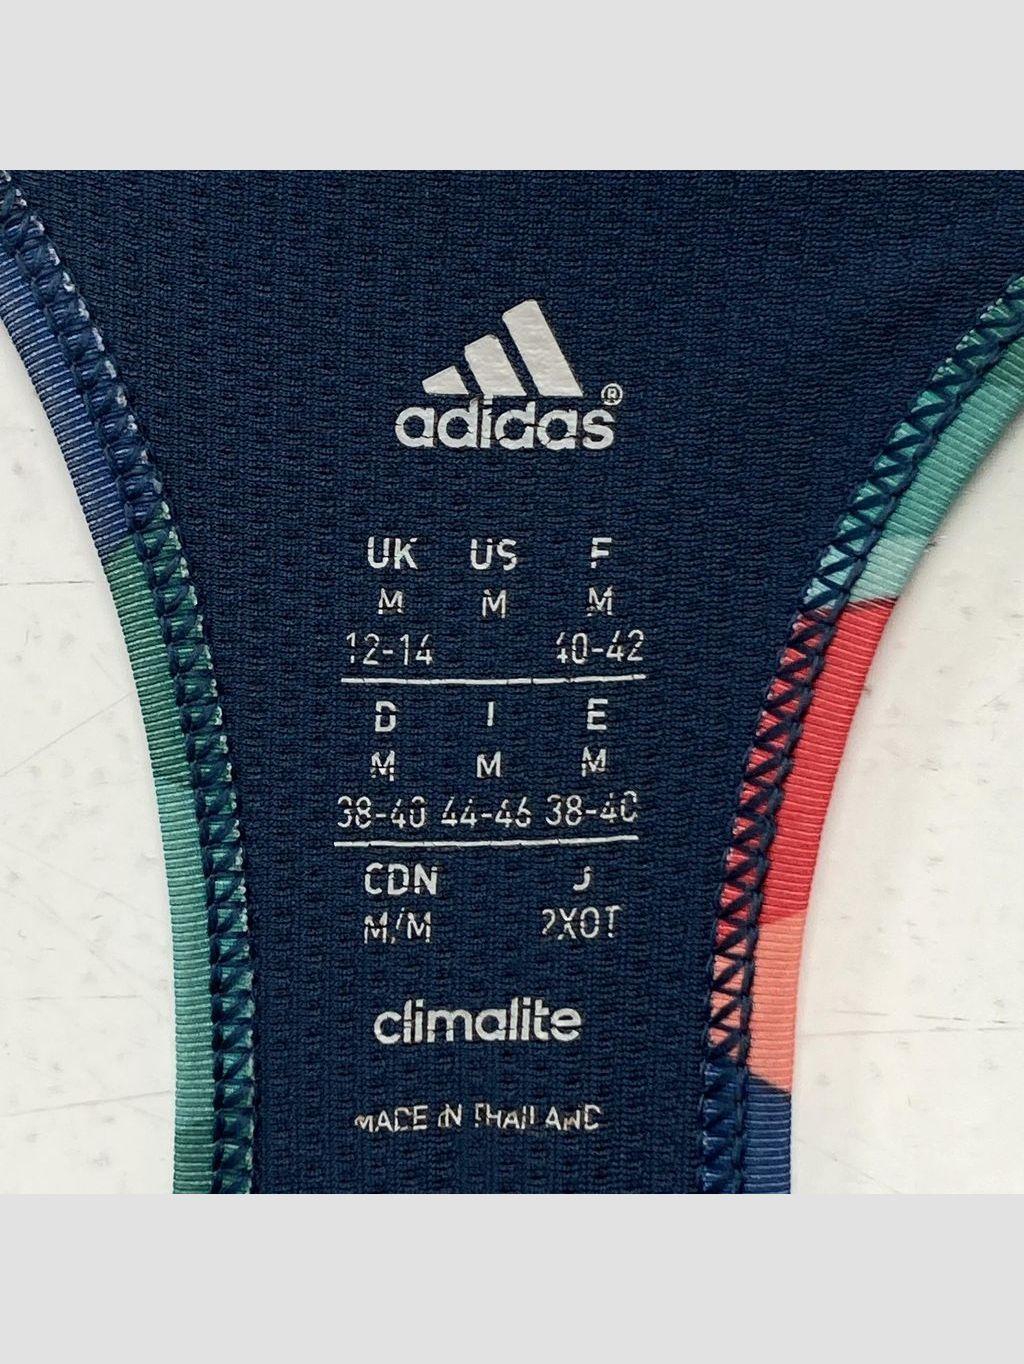 adidas®
UK US F
M M M
12-14 40-42
D I E
M M M
38-40 44-46 38-40
CDN J
M/M 2XOT
climalite
MADE IN THAILAND